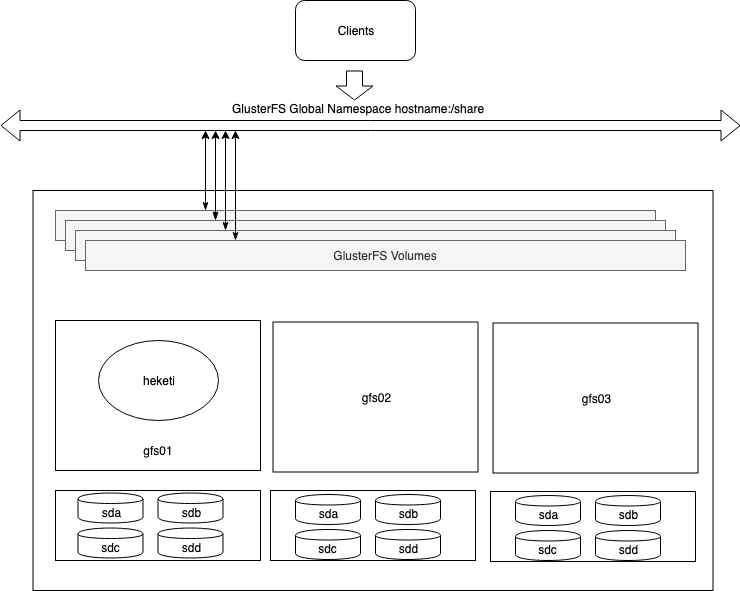 Clients
GlusterFS Global Namespace hostname:/share
GlusterFS Volumes
heketi
gfs01
gfs02
gfs03
sda
sdb
sdc
sdd
sda
sdb
sdc
sdd
sda
sdb
sdc
sdd